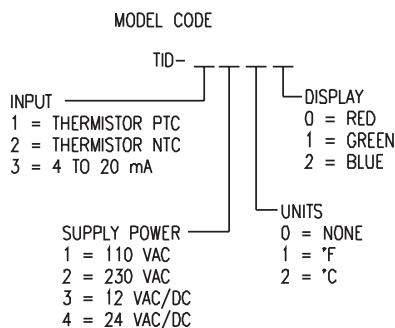 MODEL CODE
TID- _ _ _ _
INPUT
1 = THERMISTOR PTC
2 = THERMISTOR NTC
3 = 4 TO 20 mA
DISPLAY
0 = RED
1 = GREEN
2 = BLUE
SUPPLY POWER
1 = 110 VAC
2 = 230 VAC
3 = 12 VAC/DC
4 = 24 VAC/DC
UNITS
0 = NONE
1 = °F
2 = °C